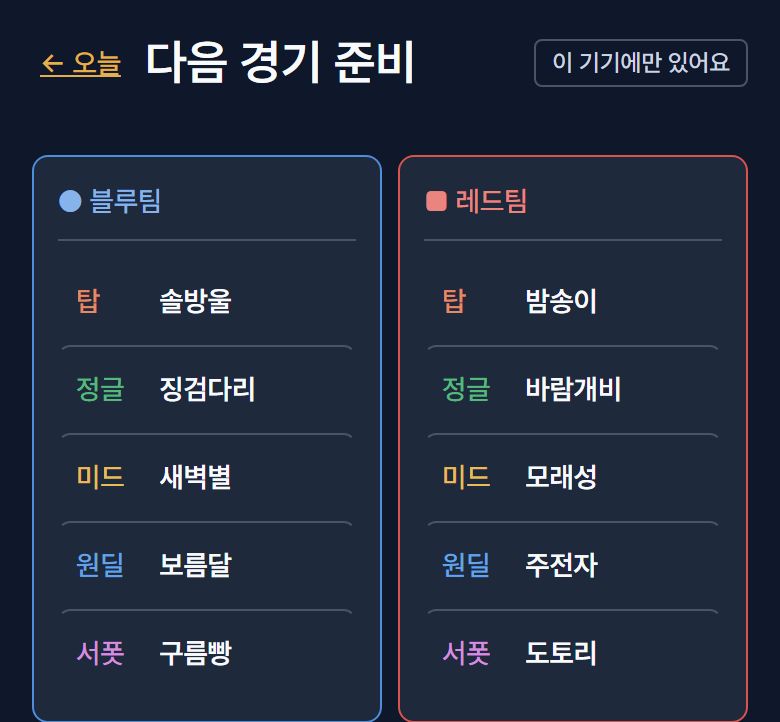 ← 오늘 다음 경기 준비 이 기기에만 있어요
블루팀
탑 솔방울
정글 징검다리
미드 새벽별
원딜 보름달
서폿 구름빵
레드팀
탑 밤송이
정글 바람개비
미드 모래성
원딜 주전자
서폿 도토리